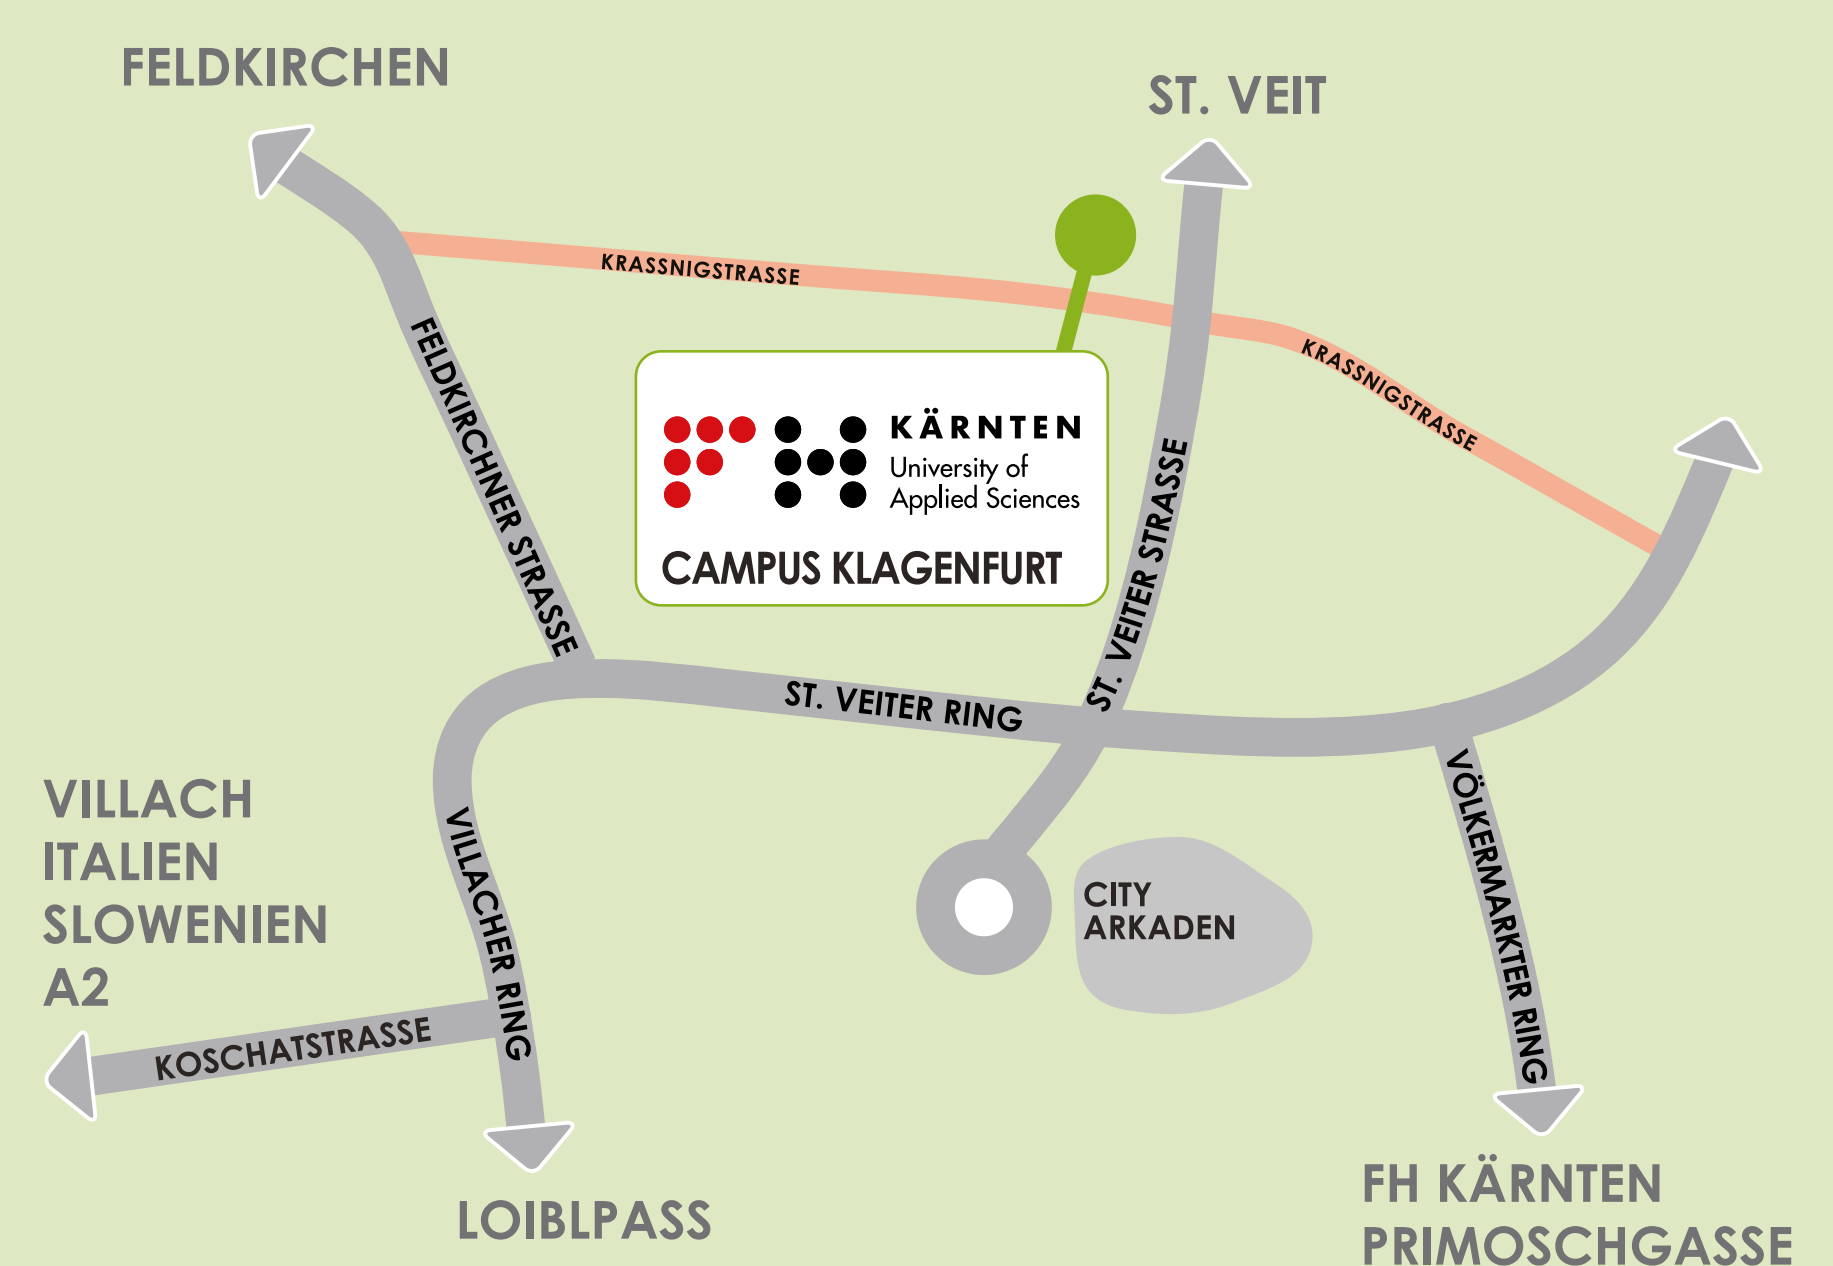 FELDKIRCHEN
ST. VEIT
KRASSNIGSTRASSE
KRASSNIGSTRASSE
FELDKIRCHNER STRASSE
KÄRNTEN
University of
Applied Sciences
CAMPUS KLAGENFURT
ST. VEITER STRASSE
ST. VEITER RING
VILLACH
ITALIEN
SLOWENIEN
A2
VILLACHER RING
CITY
ARKADEN
VÖLKERMARKTER RING
KOSCHATSTRASSE
LOIBLPASS
FH KÄRNTEN
PRIMOSCHGASSE